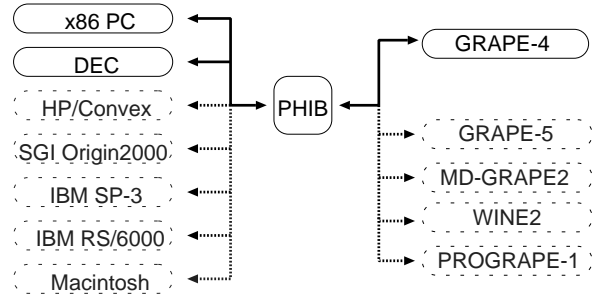 x86 PC
DEC
HP/Convex
SGI Origin2000
IBM SP-3
IBM RS/6000
Macintosh
PHIB
GRAPE-4
GRAPE-5
MD-GRAPE2
WINE2
PROGRAPE-1